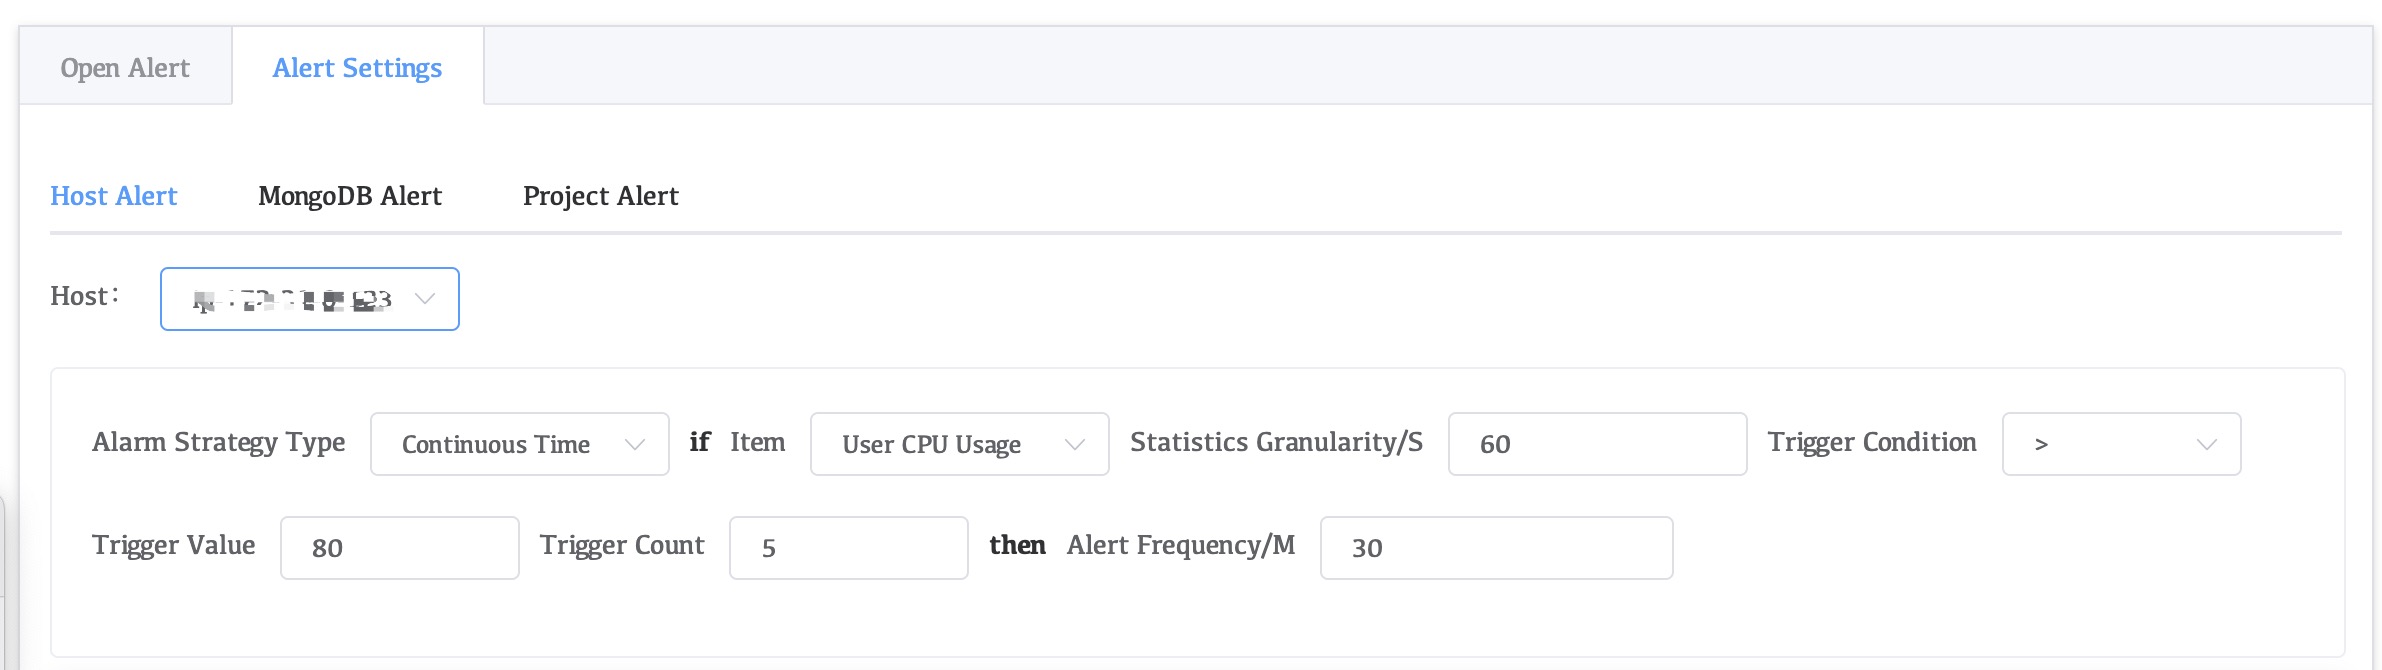 Open Alert Alert Settings
Host Alert MongoDB Alert Project Alert
Host:
Alarm Strategy Type Continuous Time if Item User CPU Usage Statistics Granularity/S 60 Trigger Condition >
Trigger Value 80 Trigger Count 5 then Alert Frequency/M 30